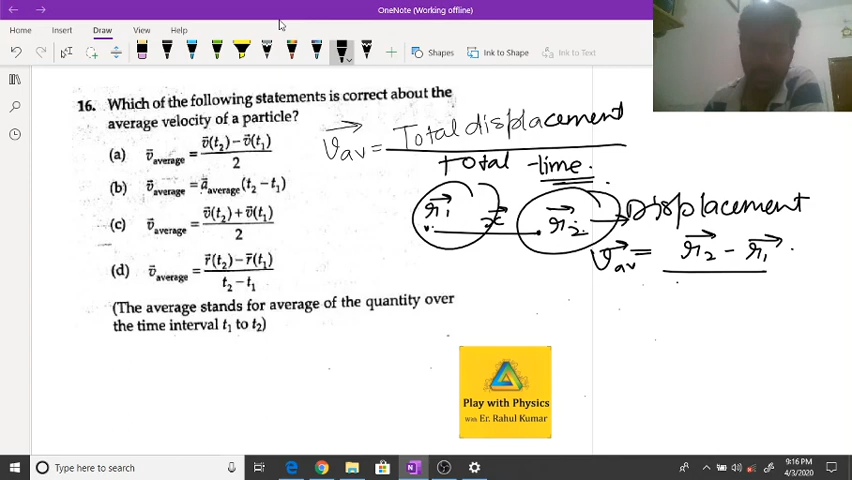 OneNote (Working offline)
Home Insert Draw View Help
Shapes Ink to Shape Ink to Text
16. Which of the following statements is correct about the
average velocity of a particle?
(a) v⃗average = v⃗(t2) − v⃗(t1) / 2
(b) v⃗average = a⃗average (t2 − t1)
(c) v⃗average = v⃗(t2) + v⃗(t1) / 2
(d) v⃗average = r⃗(t2) − r⃗(t1) / t2 − t1
(The average stands for average of the quantity over
the time interval t1 to t2)
v⃗av = Total displacement
Total time.
r⃗1 r⃗2 Displacement
v⃗av = r⃗2 − r⃗1
Play with Physics
With Er. Rahul Kumar
Type here to search
9:16 PM
4/3/2020